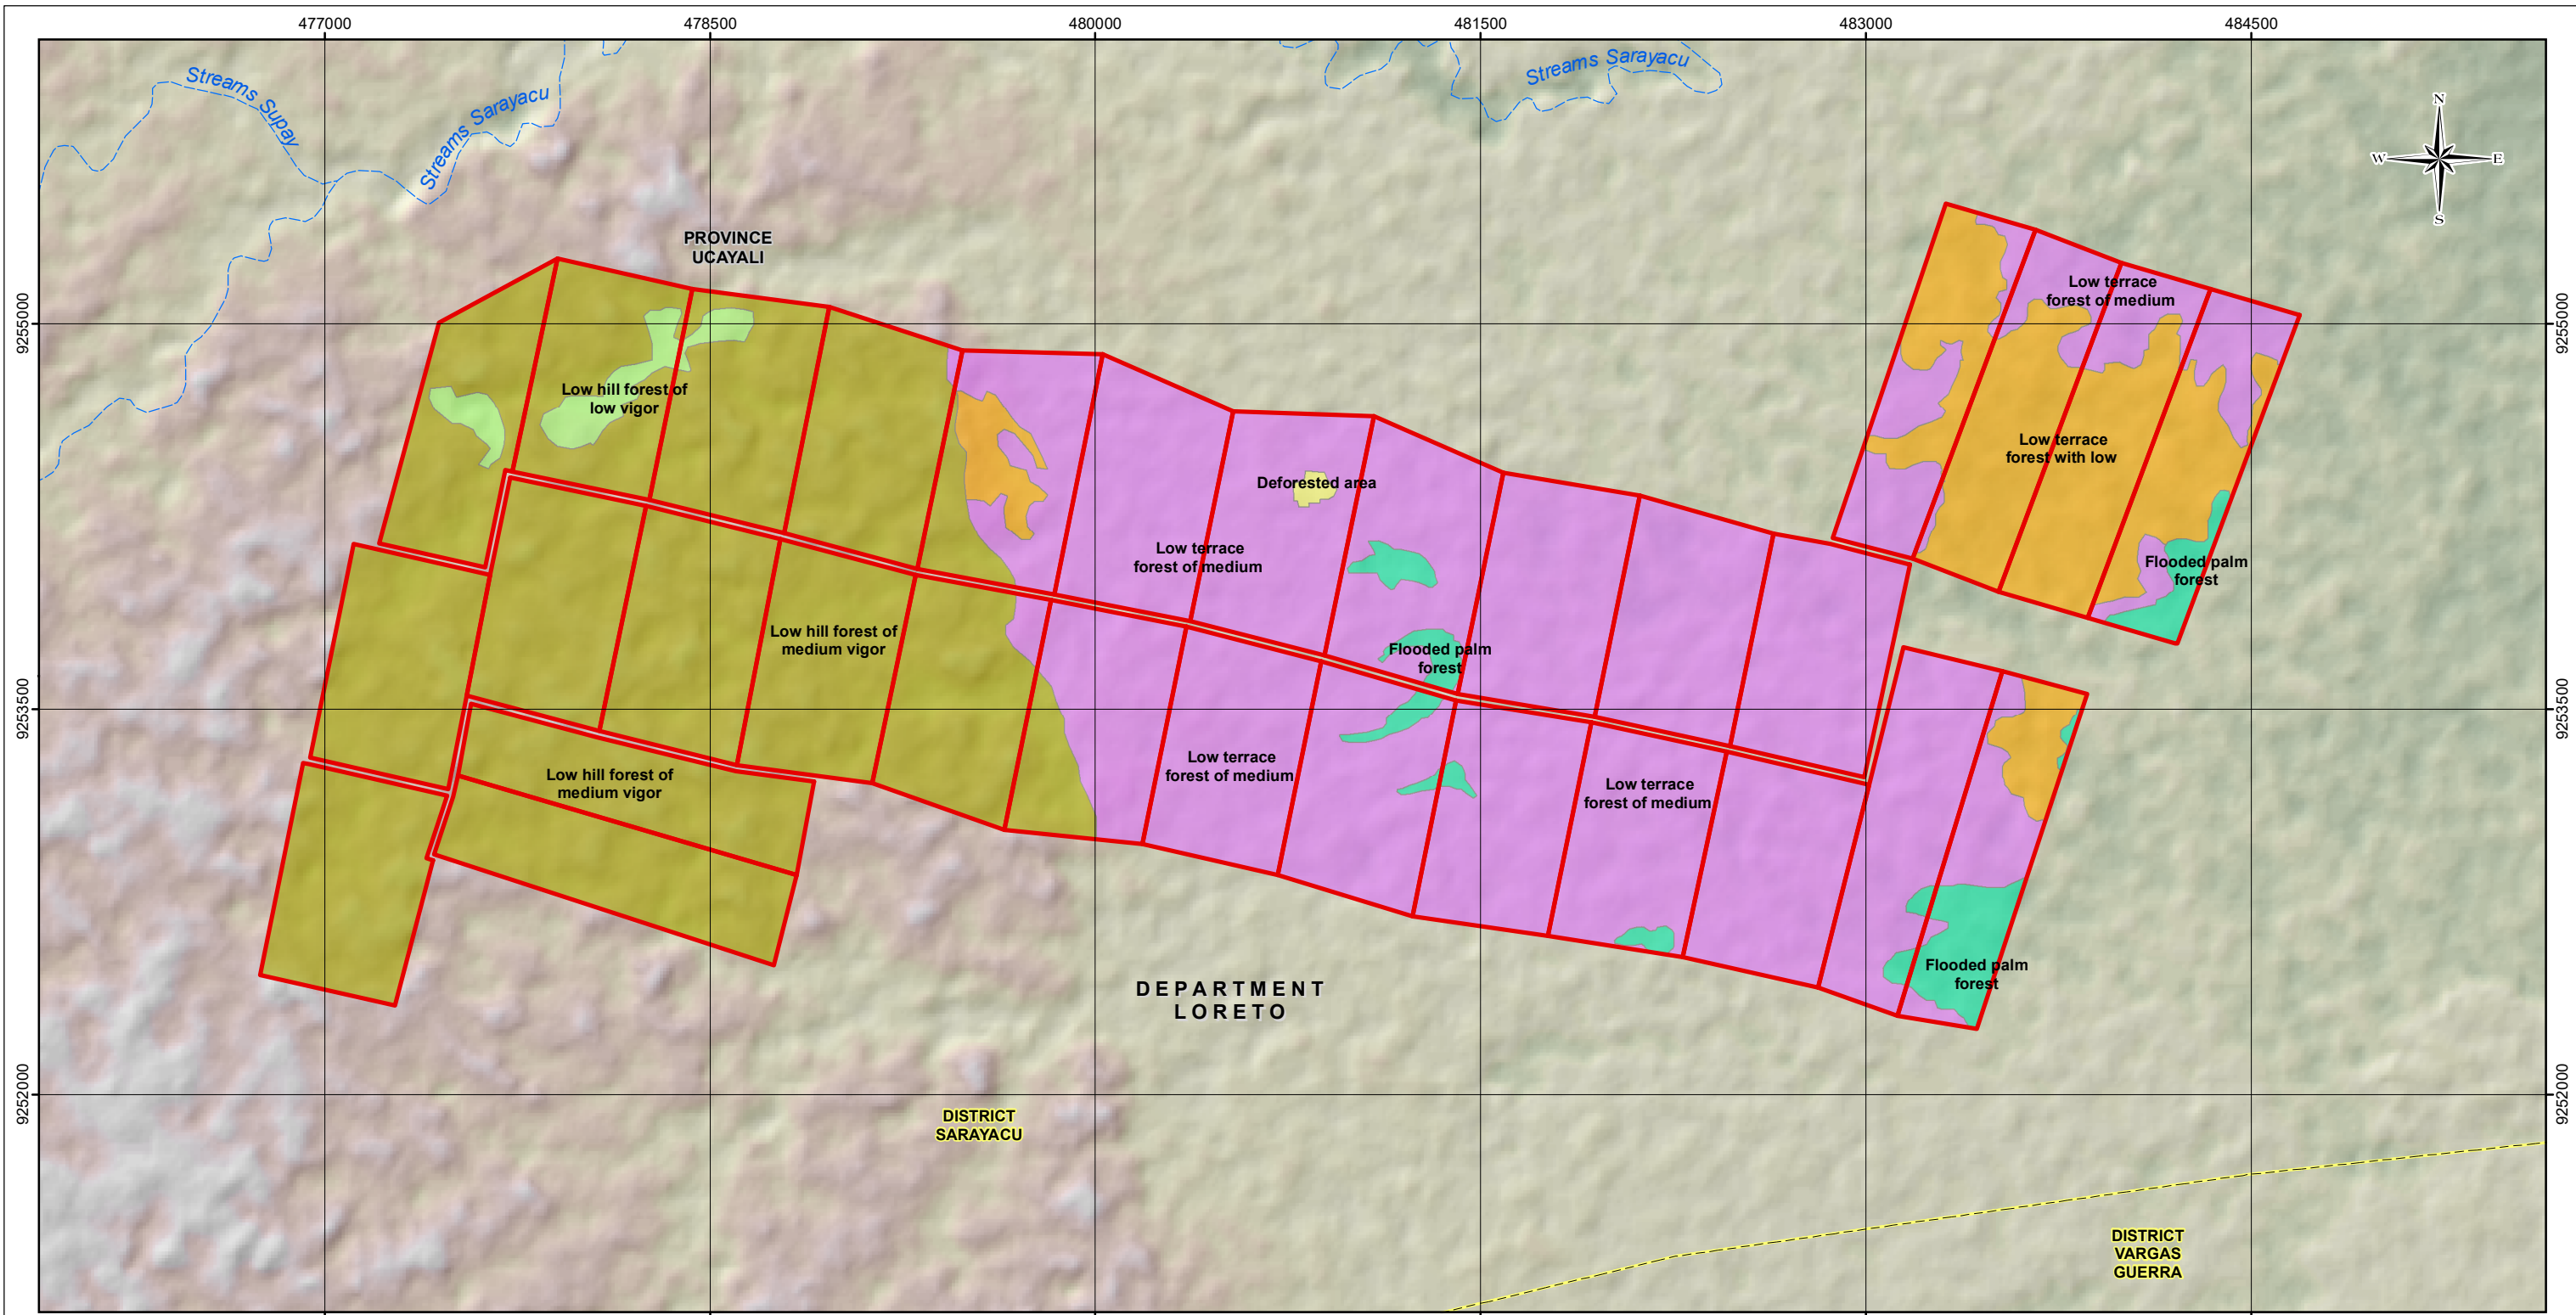 477000 478500 480000 481500 483000 484500
Streams Supay
Streams Sarayacu
Streams Sarayacu
N
W E
S
PROVINCE
UCAYALI
9255000
9255000
Low terrace
forest of medium
Low hill forest of
low vigor
Low terrace
forest with low
Deforested area
Low terrace
forest of medium
Flooded palm
forest
Low hill forest of
medium vigor
Flooded palm
forest
9253500
9253500
Low terrace
forest of medium
Low hill forest of
medium vigor
Low terrace
forest of medium
Flooded palm
forest
DEPARTMENT
LORETO
9252000
9252000
DISTRICT
SARAYACU
DISTRICT
VARGAS
GUERRA